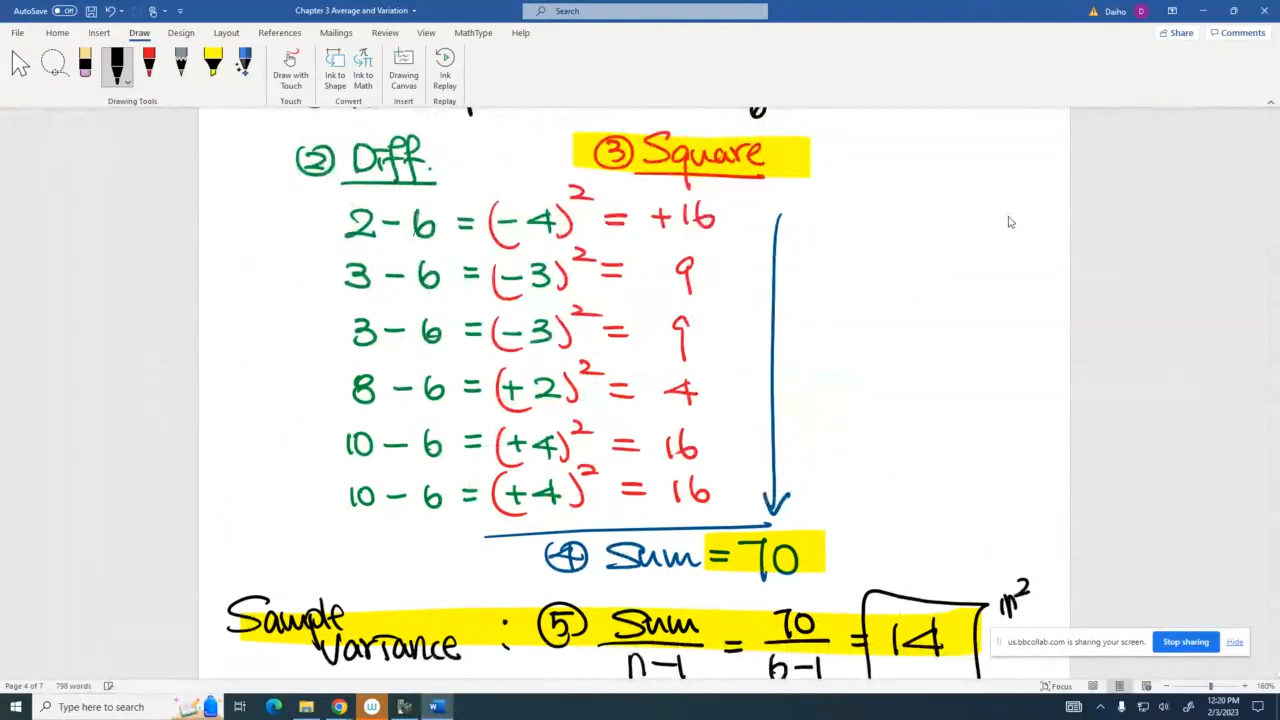 AutoSave Off Chapter 3 Average and Variation Search Daiho D
File Home Insert Draw Design Layout References Mailings Review View MathType Help Share Comments
Draw with Touch Ink to Shape Ink to Math Drawing Canvas Ink Replay
Drawing Tools Touch Convert Insert Replay
② Diff. ③ Square
2 - 6 = (-4)² = +16
3 - 6 = (-3)² = 9
3 - 6 = (-3)² = 9
8 - 6 = (+2)² = 4
10 - 6 = (+4)² = 16
10 - 6 = (+4)² = 16
④ Sum = 70
Sample Variance : ⑤ Sum / n-1 = 70 / 6-1 = 14 in²
us.bbcollab.com is sharing your screen. Stop sharing Hide
Page 4 of 7 798 words Focus 160%
Type here to search 12:20 PM
2/3/2023